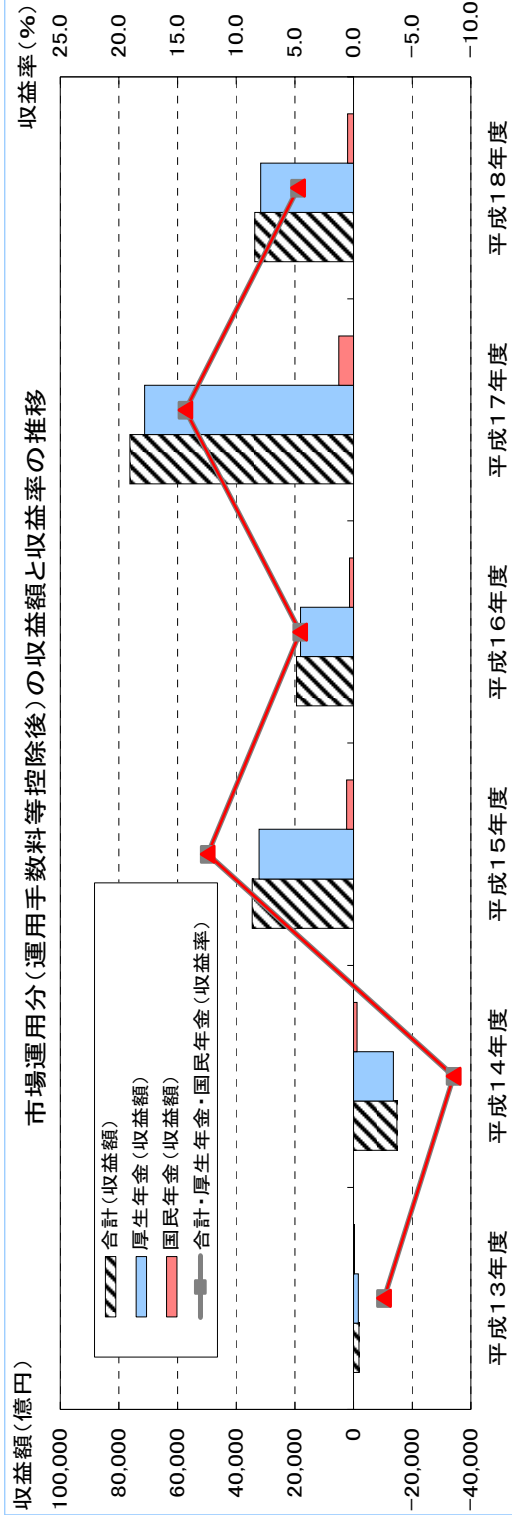 市場運用分(運用手数料等控除後)の収益額と収益率の推移
収益額(億円)
収益率(%)
100,000
80,000
60,000
40,000
20,000
0
−20,000
−40,000
25.0
20.0
15.0
10.0
5.0
0.0
−5.0
−10.0
合計(収益額)
厚生年金(収益額)
国民年金(収益額)
合計・厚生年金・国民年金(収益率)
平成13年度
平成14年度
平成15年度
平成16年度
平成17年度
平成18年度